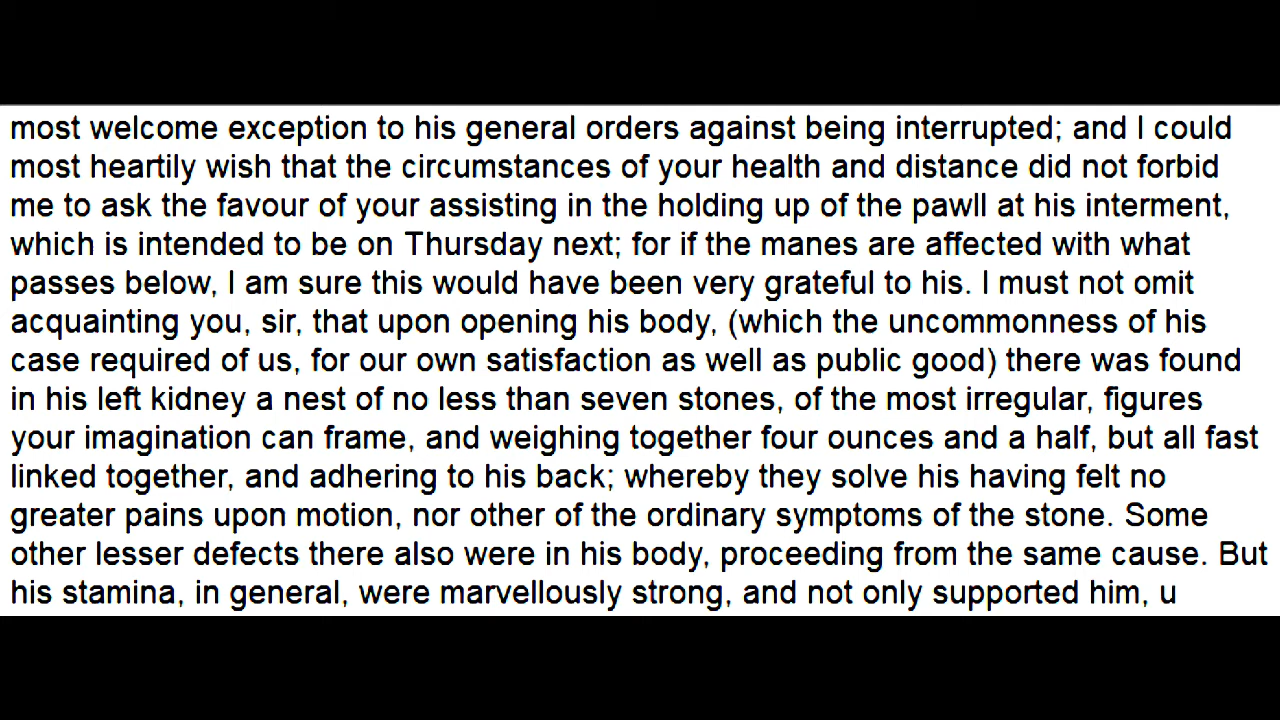 most welcome exception to his general orders against being interrupted; and I could
most heartily wish that the circumstances of your health and distance did not forbid
me to ask the favour of your assisting in the holding up of the pawll at his interment,
which is intended to be on Thursday next; for if the manes are affected with what
passes below, I am sure this would have been very grateful to his. I must not omit
acquainting you, sir, that upon opening his body, (which the uncommonness of his
case required of us, for our own satisfaction as well as public good) there was found
in his left kidney a nest of no less than seven stones, of the most irregular, figures
your imagination can frame, and weighing together four ounces and a half, but all fast
linked together, and adhering to his back; whereby they solve his having felt no
greater pains upon motion, nor other of the ordinary symptoms of the stone. Some
other lesser defects there also were in his body, proceeding from the same cause. But
his stamina, in general, were marvellously strong, and not only supported him, u